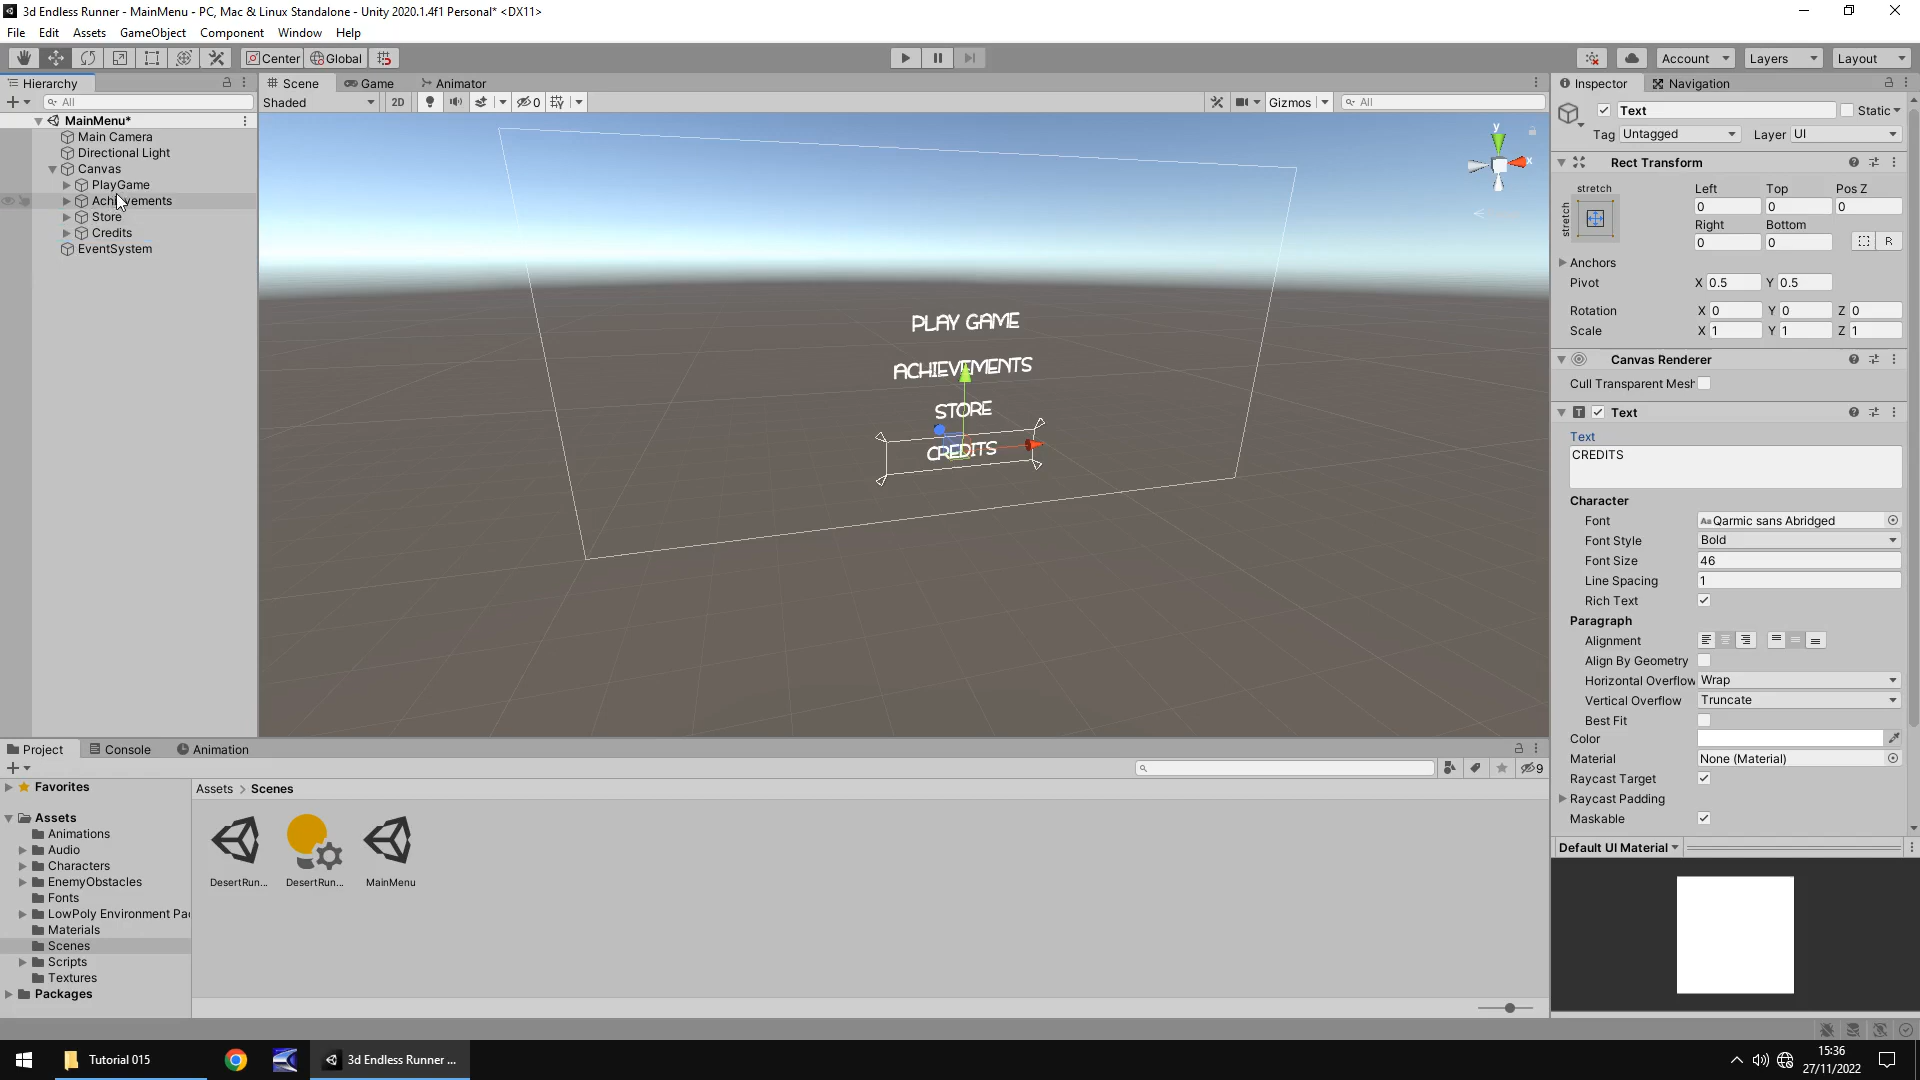 3d Endless Runner - MainMenu - PC, Mac & Linux Standalone - Unity 2020.1.4f1 Personal* <DX11>
File Edit Assets GameObject Component Window Help
Center Global Account Layers Layout
Hierarchy
All
MainMenu*
Main Camera
Directional Light
Canvas
PlayGame
Achievements
Store
Credits
EventSystem
Scene Game Animator
Shaded 2D 0 Gizmos All
y
x
PLAY GAME
ACHIEVEMENTS
STORE
CREDITS
Inspector Navigation
Text Static
Tag Untagged Layer UI
Rect Transform
stretch Left Top Pos Z
stretch 0 0 0
Right Bottom
0 0 R
Anchors
Pivot X 0.5 Y 0.5
Rotation X 0 Y 0 Z 0
Scale X 1 Y 1 Z 1
Canvas Renderer
Cull Transparent Mesh
Text
Text
CREDITS
Character
Font Aa Qarmic sans Abridged
Font Style Bold
Font Size 46
Line Spacing 1
Rich Text
Paragraph
Alignment
Align By Geometry
Horizontal Overflow Wrap
Vertical Overflow Truncate
Best Fit
Color
Material None (Material)
Raycast Target
Raycast Padding
Maskable
Default UI Material
Project Console Animation
9
Favorites
Assets
Animations
Audio
Characters
EnemyObstacles
Fonts
LowPoly Environment Pac
Materials
Scenes
Scripts
Textures
Packages
Assets > Scenes
DesertRun... DesertRun... MainMenu
Tutorial 015 3d Endless Runner ...
15:36
27/11/2022